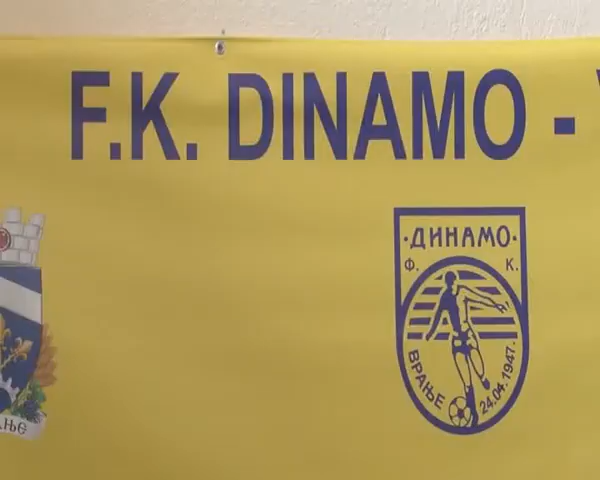 F.K. DINAMO -
·ДИНАМО·
Ф. К.
ВРАЊЕ 24.04.1947.